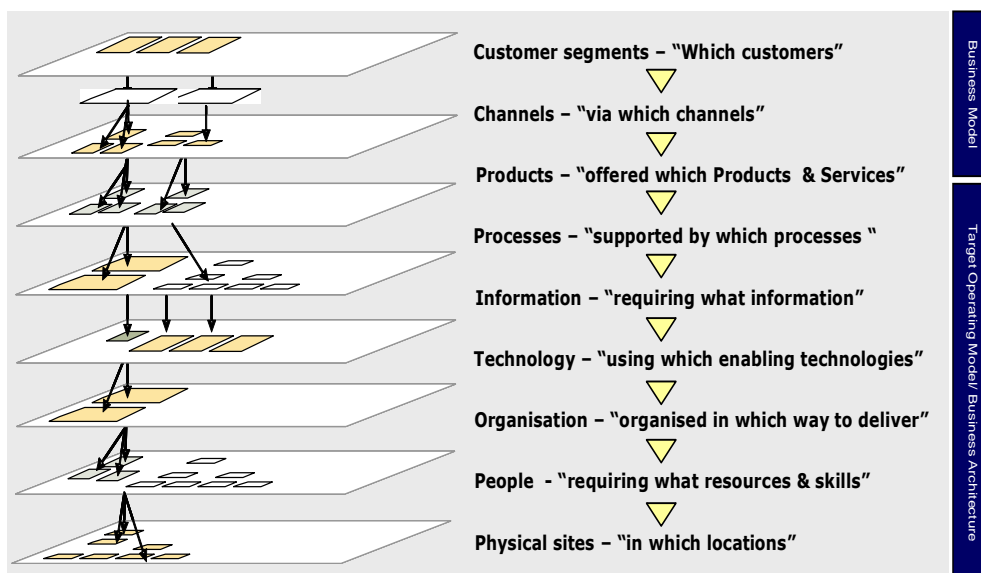 Customer segments – “Which customers”
Channels – “via which channels”
Products – “offered which Products & Services”
Processes – “supported by which processes “
Information – “requiring what information”
Technology – “using which enabling technologies”
Organisation – “organised in which way to deliver”
People - “requiring what resources & skills”
Physical sites – “in which locations”
Business Model
Target Operating Model/ Business Architecture